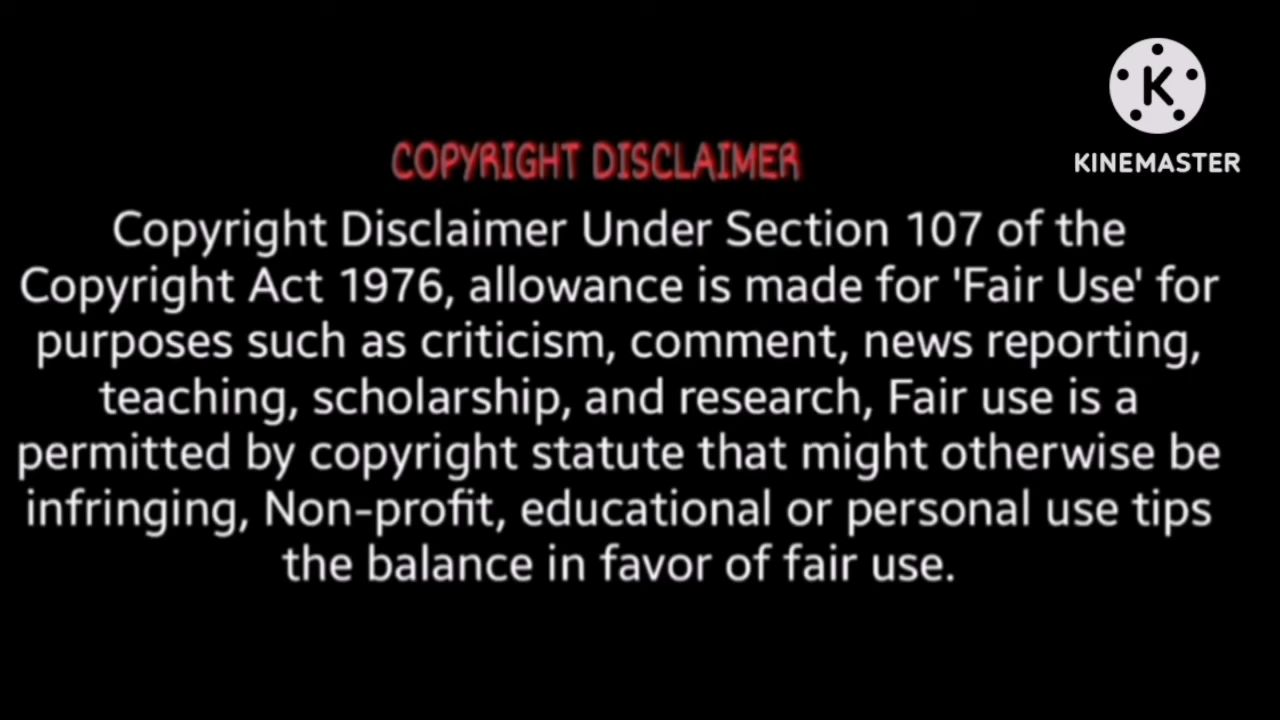 K
KINEMASTER
COPYRIGHT DISCLAIMER
Copyright Disclaimer Under Section 107 of the
Copyright Act 1976, allowance is made for 'Fair Use' for
purposes such as criticism, comment, news reporting,
teaching, scholarship, and research, Fair use is a
permitted by copyright statute that might otherwise be
infringing, Non-profit, educational or personal use tips
the balance in favor of fair use.